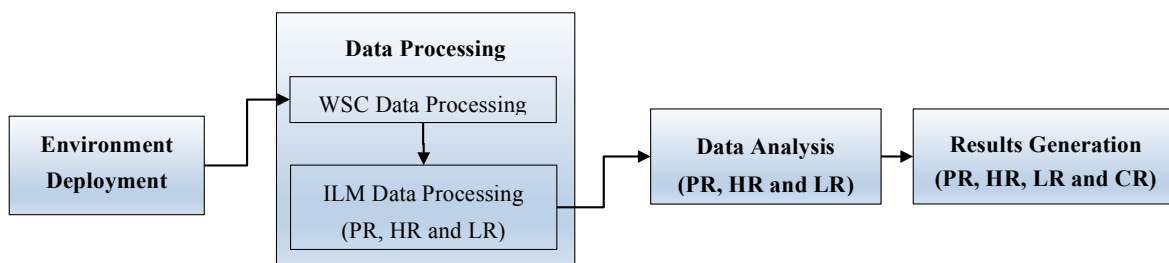 Environment
Deployment
Data Processing
WSC Data Processing
ILM Data Processing
(PR, HR and LR)
Data Analysis
(PR, HR and LR)
Results Generation
(PR, HR, LR and CR)